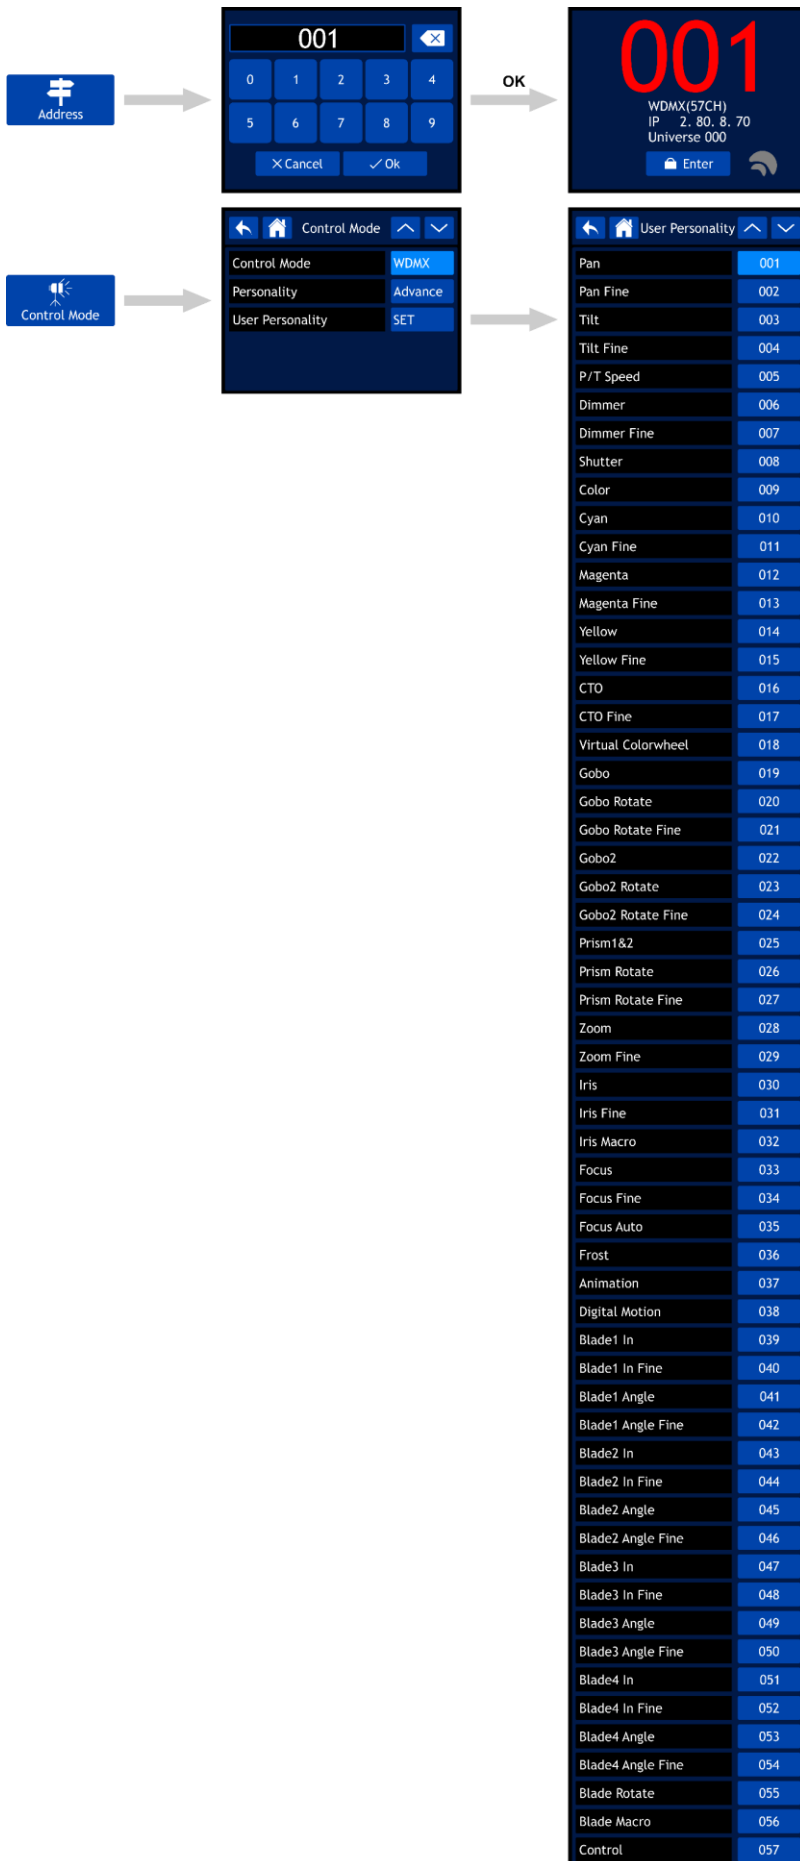 Address
001
0 1 2 3 4
5 6 7 8 9
Cancel Ok
OK
001
WDMX(57CH)
IP 2. 80. 8. 70
Universe 000
Enter
Control Mode
Control Mode
Control Mode WDMX
Personality Advance
User Personality SET
User Personality
Pan 001
Pan Fine 002
Tilt 003
Tilt Fine 004
P/T Speed 005
Dimmer 006
Dimmer Fine 007
Shutter 008
Color 009
Cyan 010
Cyan Fine 011
Magenta 012
Magenta Fine 013
Yellow 014
Yellow Fine 015
CTO 016
CTO Fine 017
Virtual Colorwheel 018
Gobo 019
Gobo Rotate 020
Gobo Rotate Fine 021
Gobo2 022
Gobo2 Rotate 023
Gobo2 Rotate Fine 024
Prism1&2 025
Prism Rotate 026
Prism Rotate Fine 027
Zoom 028
Zoom Fine 029
Iris 030
Iris Fine 031
Iris Macro 032
Focus 033
Focus Fine 034
Focus Auto 035
Frost 036
Animation 037
Digital Motion 038
Blade1 In 039
Blade1 In Fine 040
Blade1 Angle 041
Blade1 Angle Fine 042
Blade2 In 043
Blade2 In Fine 044
Blade2 Angle 045
Blade2 Angle Fine 046
Blade3 In 047
Blade3 In Fine 048
Blade3 Angle 049
Blade3 Angle Fine 050
Blade4 In 051
Blade4 In Fine 052
Blade4 Angle 053
Blade4 Angle Fine 054
Blade Rotate 055
Blade Macro 056
Control 057